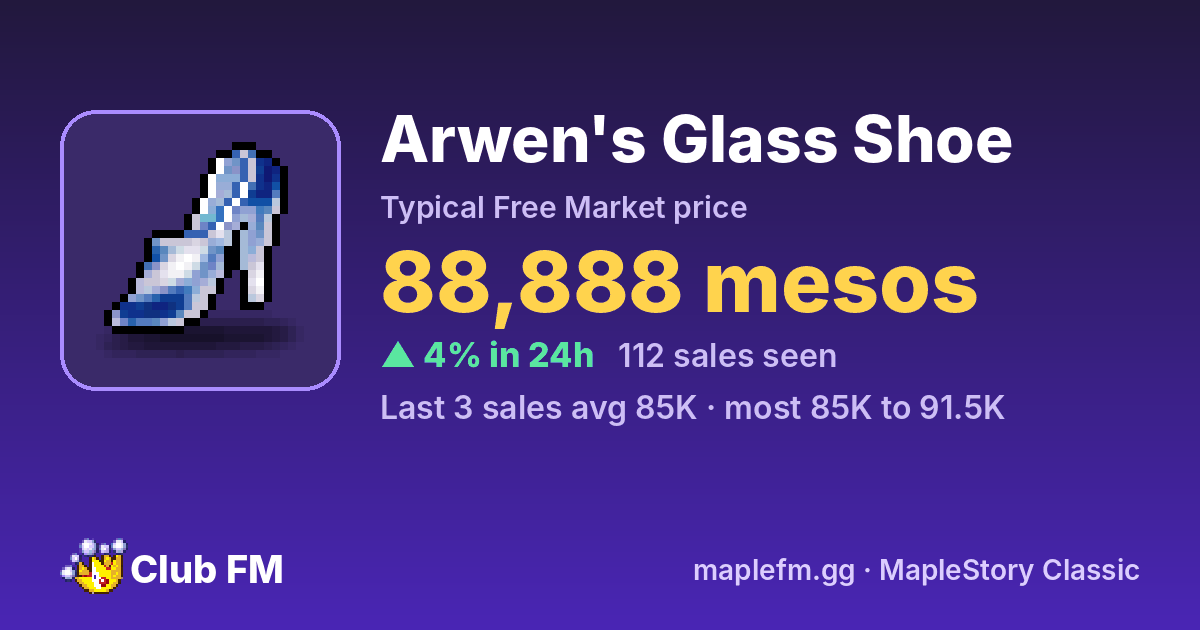 Arwen's Glass Shoe
Typical Free Market price
88,888 mesos
▲ 4% in 24h 112 sales seen
Last 3 sales avg 85K · most 85K to 91.5K
Club FM
maplefm.gg · MapleStory Classic